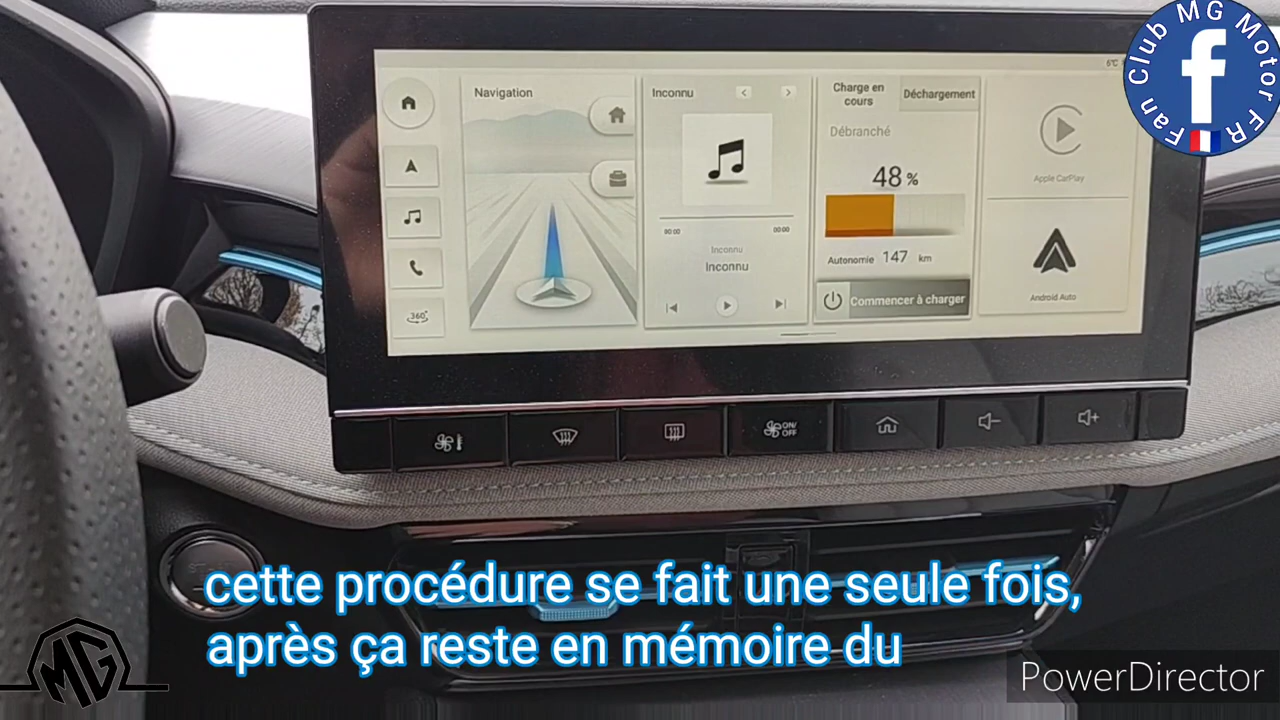 Fan Club MG Motor FR
f
6°C
Navigation
Inconnu
Charge en
cours
Déchargement
Débranché
48 %
Apple CarPlay
00:00
00:00
Inconnu
Inconnu
Autonomie 147 km
Commencer à charger
Android Auto
360°
ON/
OFF
cette procédure se fait une seule fois,
après ça reste en mémoire du
MG
PowerDirector